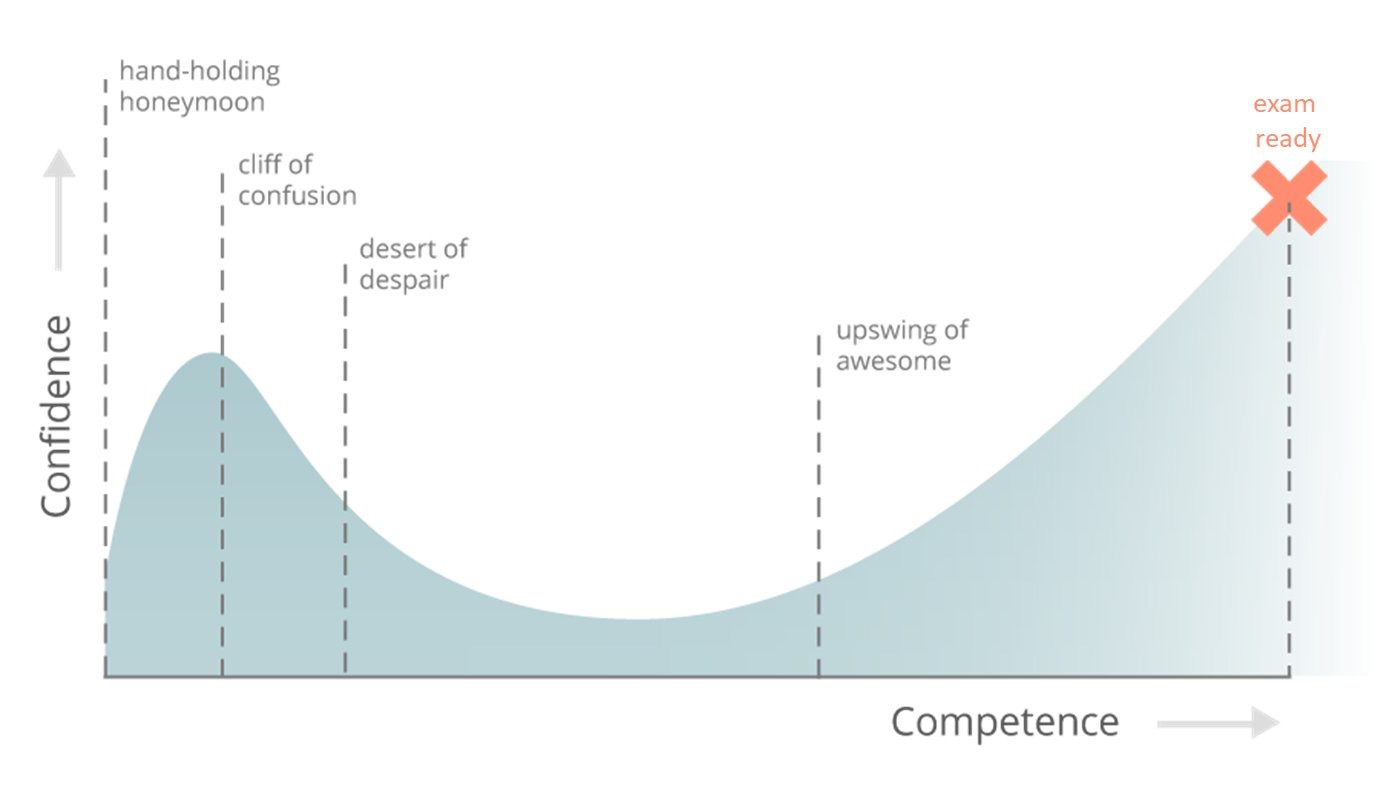 hand-holding
honeymoon
cliff of
confusion
desert of
despair
upswing of
awesome
exam
ready
Confidence
Competence